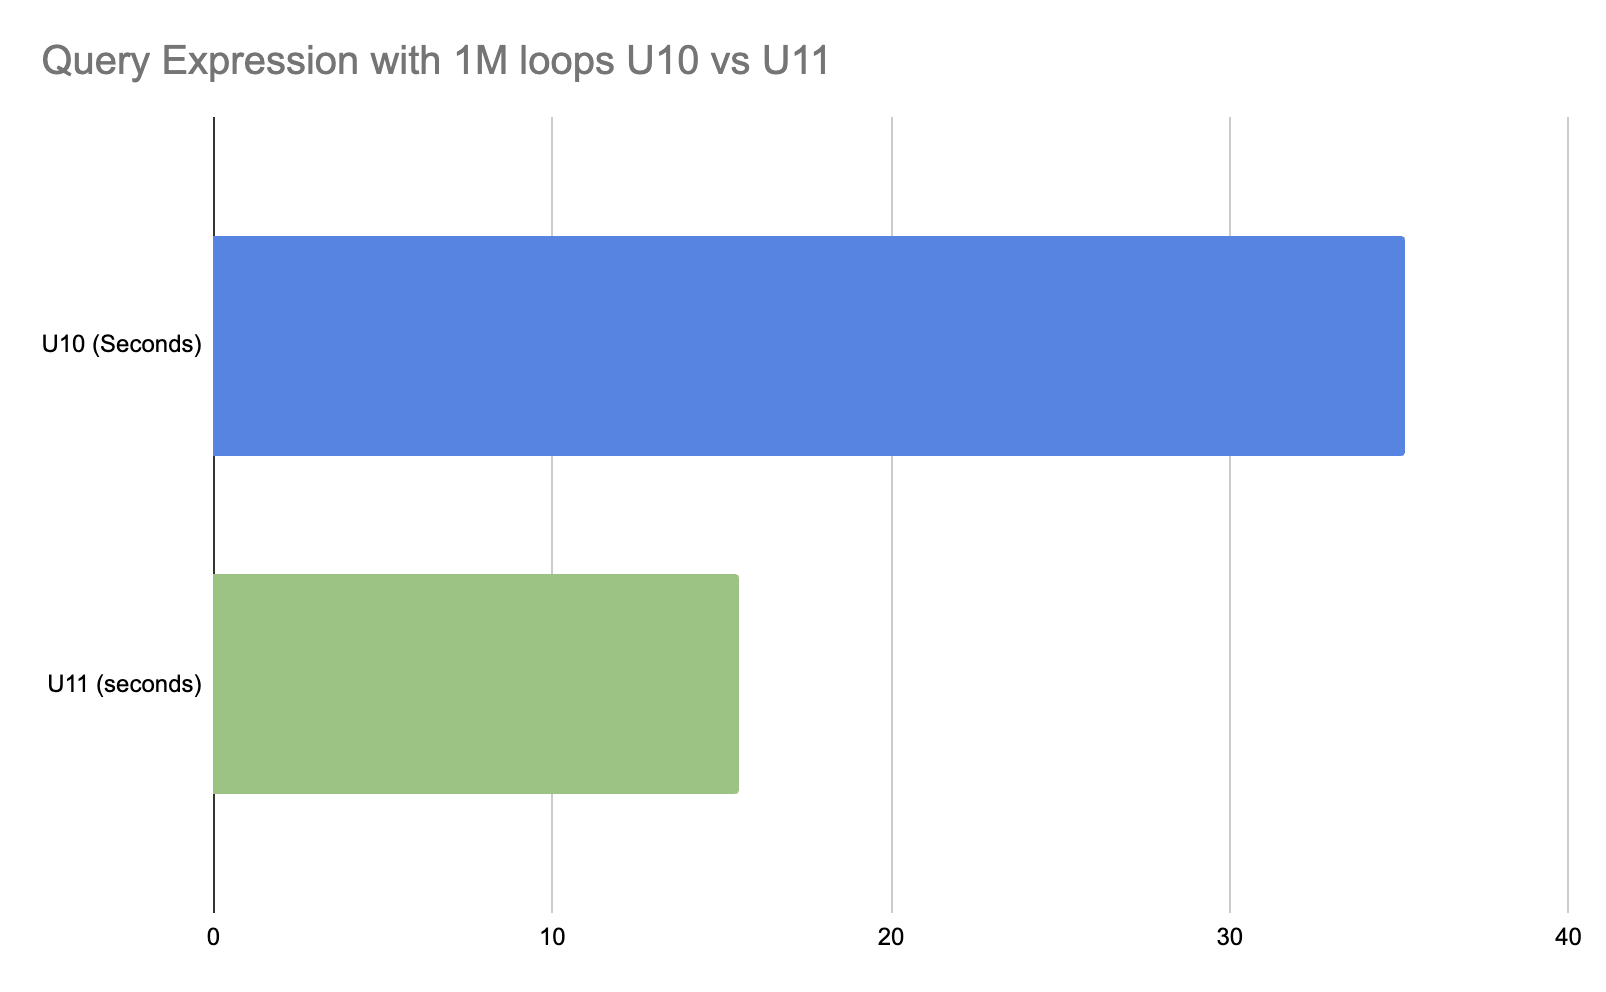 Query Expression with 1M loops U10 vs U11
U10 (Seconds)
U11 (seconds)
0 10 20 30 40